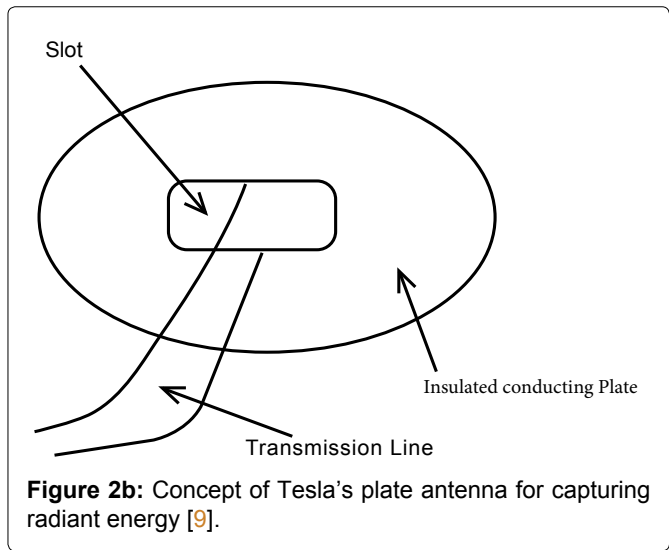 Slot
Insulated conducting Plate
Transmission Line
Figure 2b: Concept of Tesla's plate antenna for capturing
radiant energy [9].